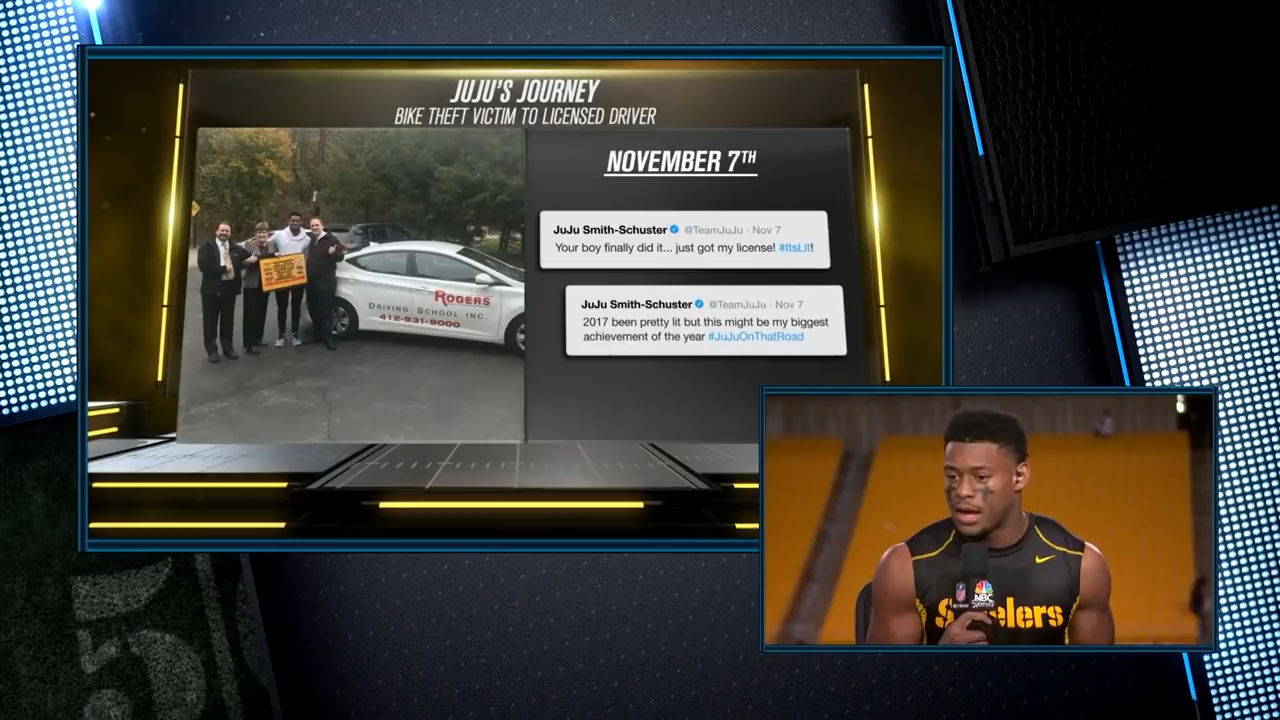 JUJU'S JOURNEY
BIKE THEFT VICTIM TO LICENSED DRIVER
NOVEMBER 7TH
JuJu Smith-Schuster @TeamJuJu · Nov 7
Your boy finally did it... just got my license! #ItsLit!
JuJu Smith-Schuster @TeamJuJu · Nov 7
2017 been pretty lit but this might be my biggest
achievement of the year #JuJuOnThatRoad
ROGERS
DRIVING SCHOOL INC.
412-931-9000
NFL
NETWORK
NBC
Sports
Steelers
5